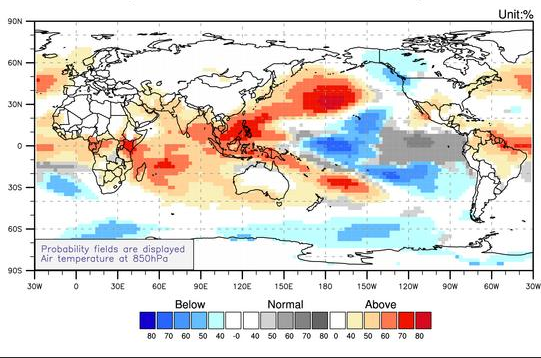 Unit:%
90N
60N
30N
0
30S
60S
90S
Probability fields are displayed
Air temperature at 850hPa
30W 0 30E 60E 90E 120E 150E 180 150W 120W 90W 60W 30W
Below Normal Above
80 70 60 50 40 -0 40 50 60 70 80 0 40 50 60 70 80